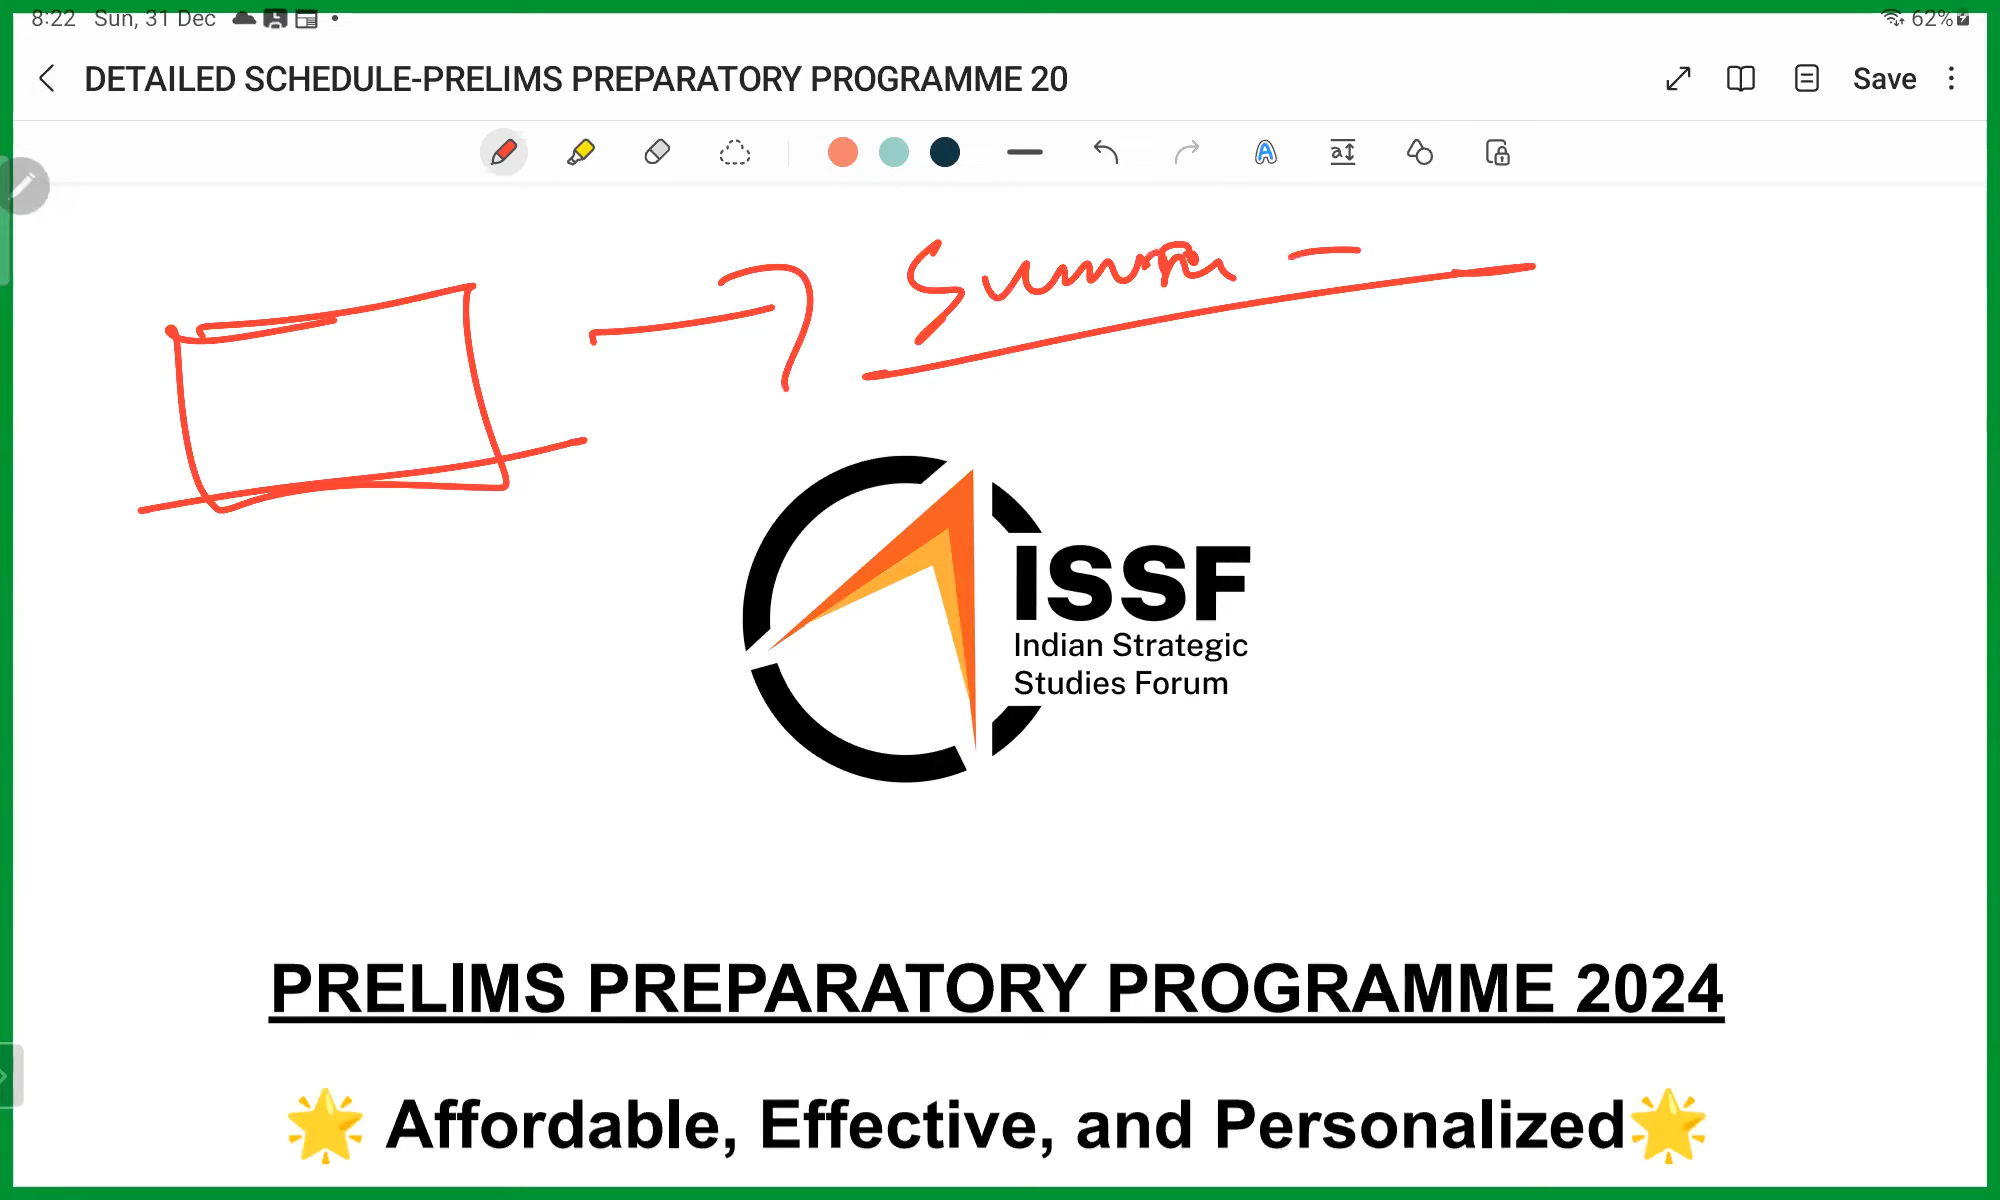 8:22 Sun, 31 Dec 62%
DETAILED SCHEDULE-PRELIMS PREPARATORY PROGRAMME 20 Save
ISSF
Indian Strategic
Studies Forum
PRELIMS PREPARATORY PROGRAMME 2024
🌟 Affordable, Effective, and Personalized🌟